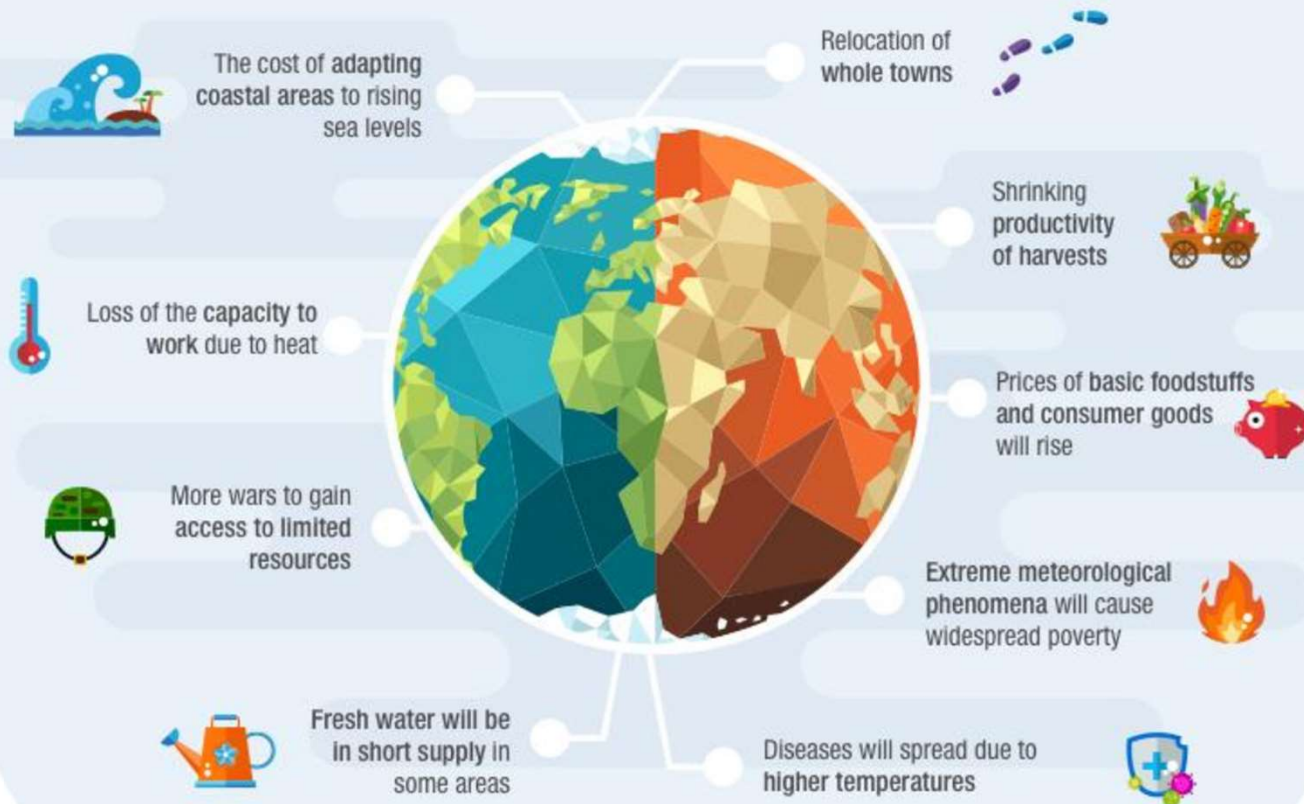 The cost of adapting
coastal areas to rising
sea levels
Relocation of
whole towns
Shrinking
productivity
of harvests
Loss of the capacity to
work due to heat
Prices of basic foodstuffs
and consumer goods
will rise
More wars to gain
access to limited
resources
Extreme meteorological
phenomena will cause
widespread poverty
Fresh water will be
in short supply in
some areas
Diseases will spread due to
higher temperatures